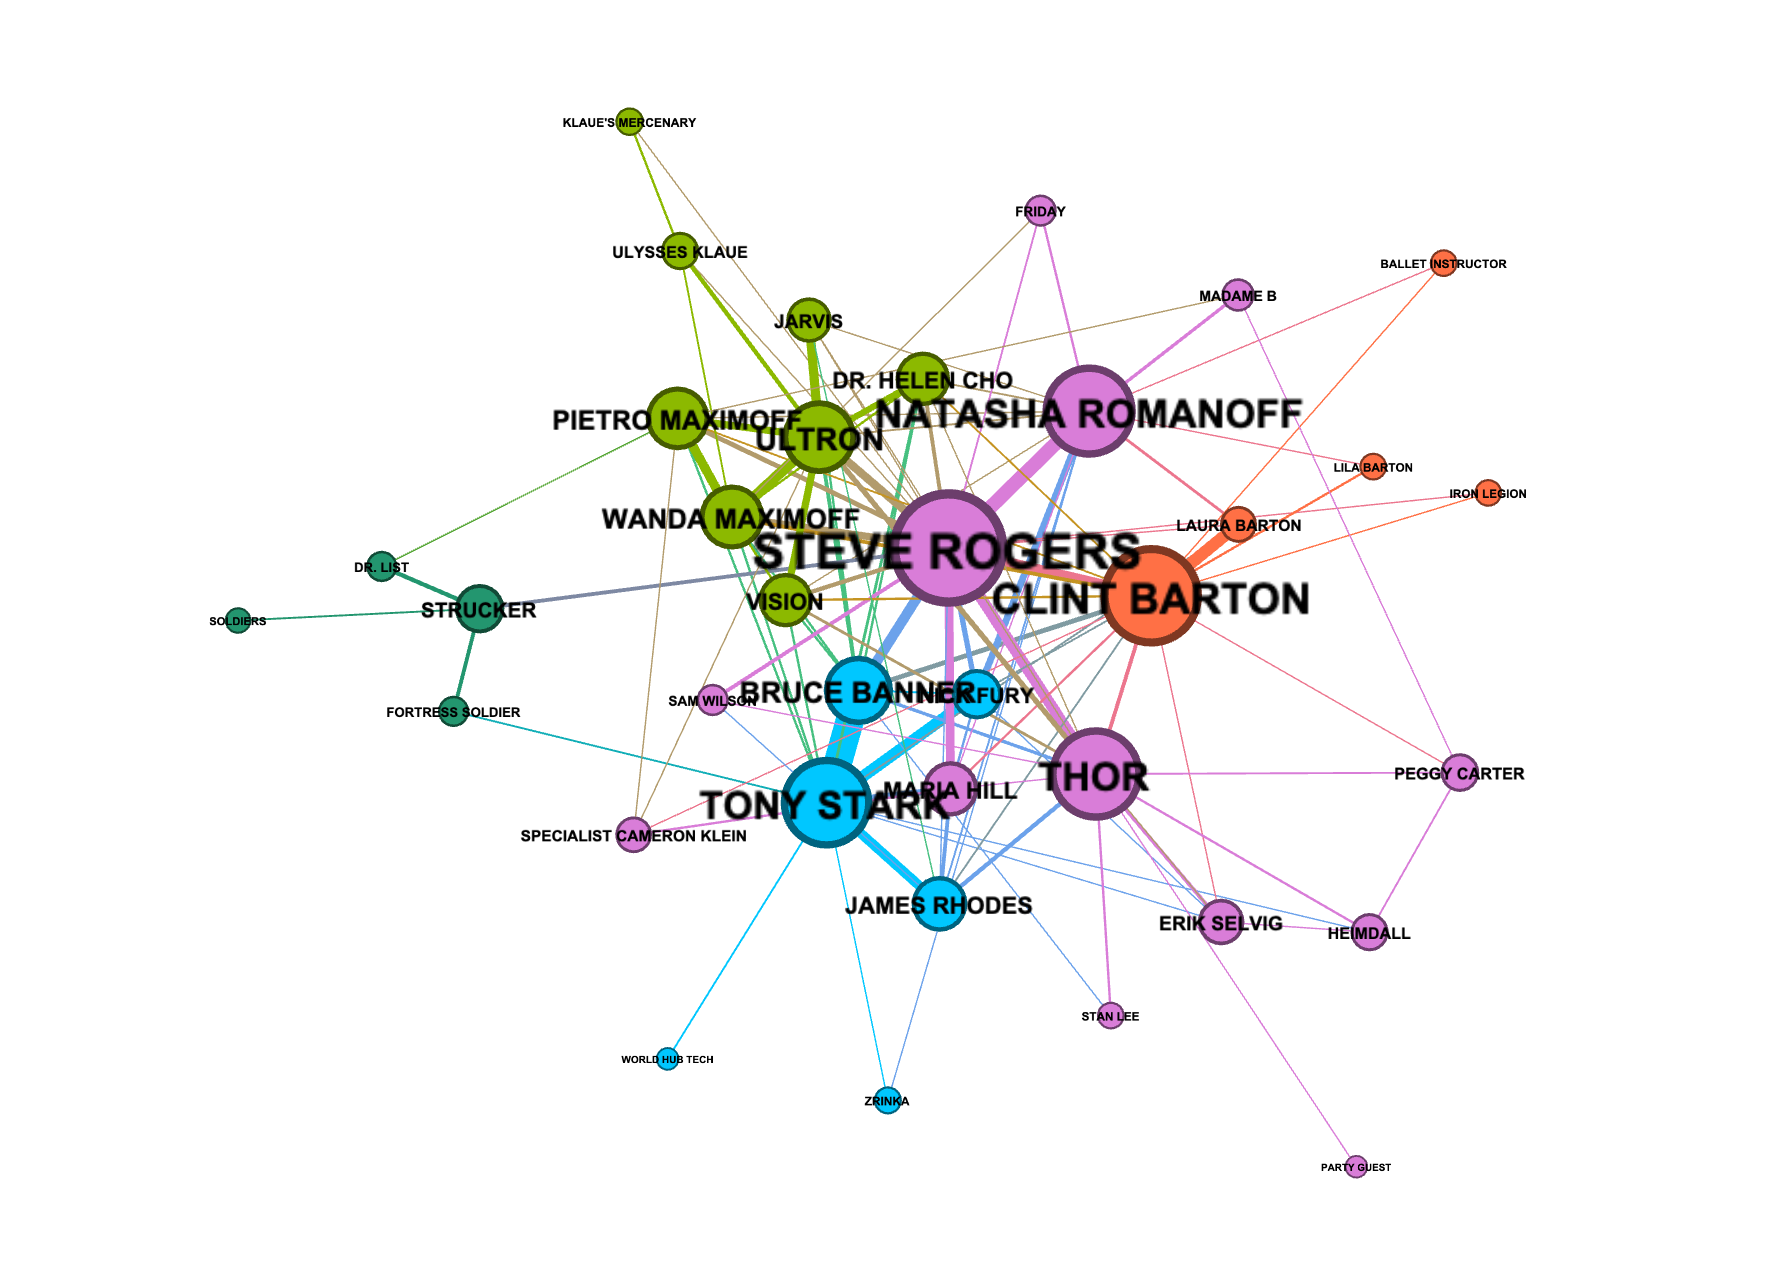 KLAUE'S MERCENARY
FRIDAY
ULYSSES KLAUE
BALLET INSTRUCTOR
MADAME B
JARVIS
DR. HELEN CHO
NATASHA ROMANOFF
PIETRO MAXIMOFF
ULTRON
LILA BARTON
IRON LEGION
WANDA MAXIMOFF
LAURA BARTON
STEVE ROGERS
DR. LIST
CLINT BARTON
VISION
STRUCKER
SOLDIERS
BRUCE BANNER
FURY
SAM WILSON
FORTRESS SOLDIER
THOR
PEGGY CARTER
MARIA HILL
TONY STARK
SPECIALIST CAMERON KLEIN
JAMES RHODES
ERIK SELVIG
HEIMDALL
STAN LEE
WORLD HUB TECH
ZRINKA
PARTY GUEST